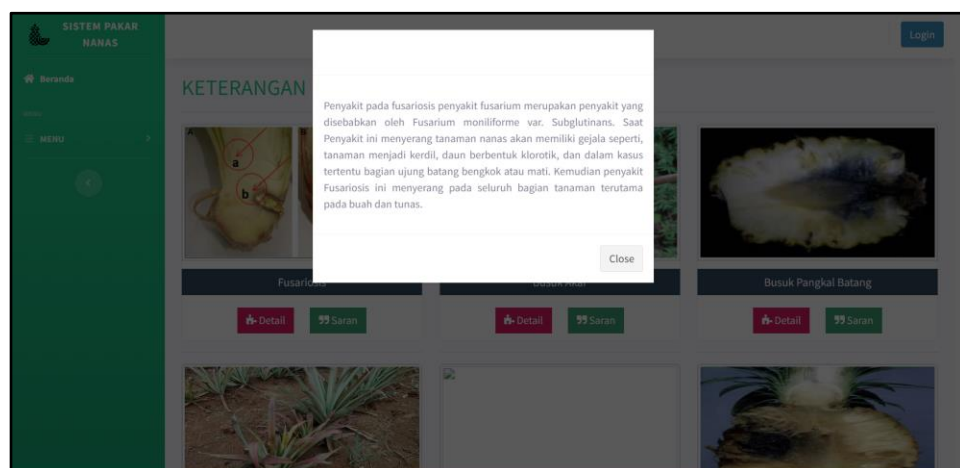 SISTEM PAKAR
NANAS
Login
Beranda
MENU
KETERANGAN
Penyakit pada fusariosis penyakit fusarium merupakan penyakit yang
disebabkan oleh Fusarium moniliforme var. Subglutinans. Saat
Penyakit ini menyerang tanaman nanas akan memiliki gejala seperti,
tanaman menjadi kerdil, daun berbentuk klorotik, dan dalam kasus
tertentu bagian ujung batang bengkok atau mati. Kemudian penyakit
Fusariosis ini menyerang pada seluruh bagian tanaman terutama
pada buah dan tunas.
Close
A
a
b
Fusariosis
Busuk Akar
Busuk Pangkal Batang
Detail
Saran
Detail
Saran
Detail
Saran